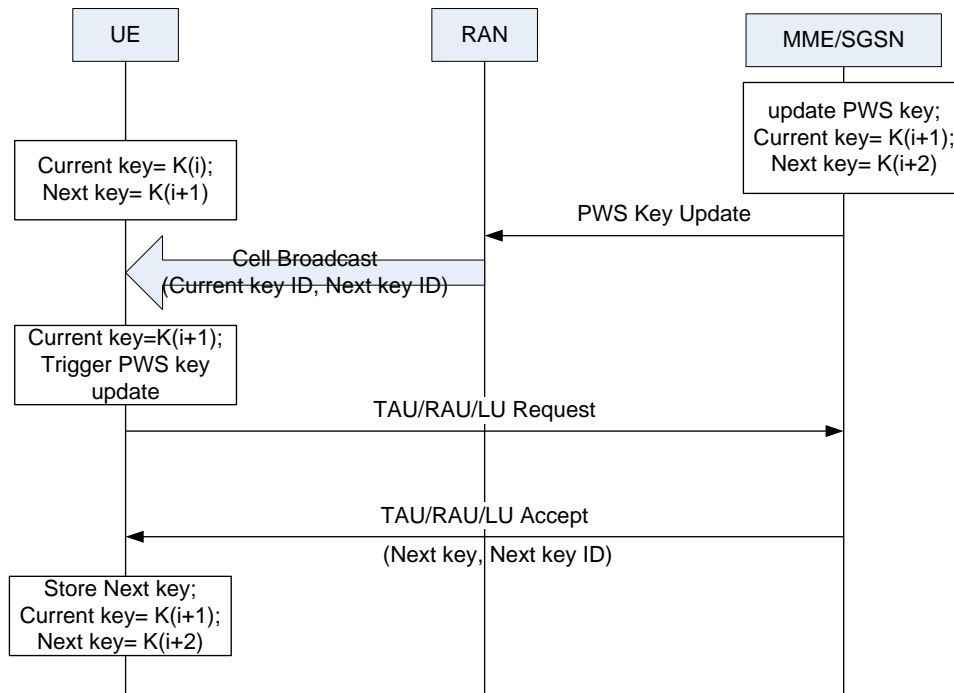 UE
RAN
MME/SGSN
update PWS key;
Current key= K(i+1);
Next key= K(i+2)
Current key= K(i);
Next key= K(i+1)
PWS Key Update
Cell Broadcast
(Current key ID, Next key ID)
Current key=K(i+1);
Trigger PWS key
update
TAU/RAU/LU Request
TAU/RAU/LU Accept
(Next key, Next key ID)
Store Next key;
Current key= K(i+1);
Next key= K(i+2)